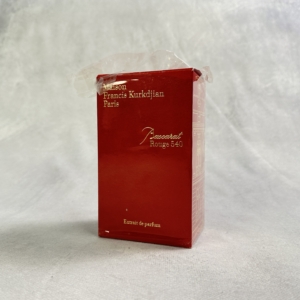 Maison
Francis Kurkdjian
Paris
Baccarat
Rouge 540
Extrait de parfum